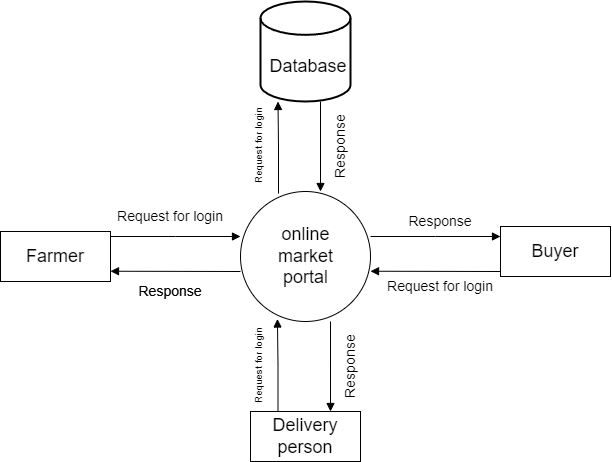 Database
Request for login
Response
Request for login
online
market
portal
Response
Farmer
Buyer
Response
Request for login
Request for login
Response
Delivery
person